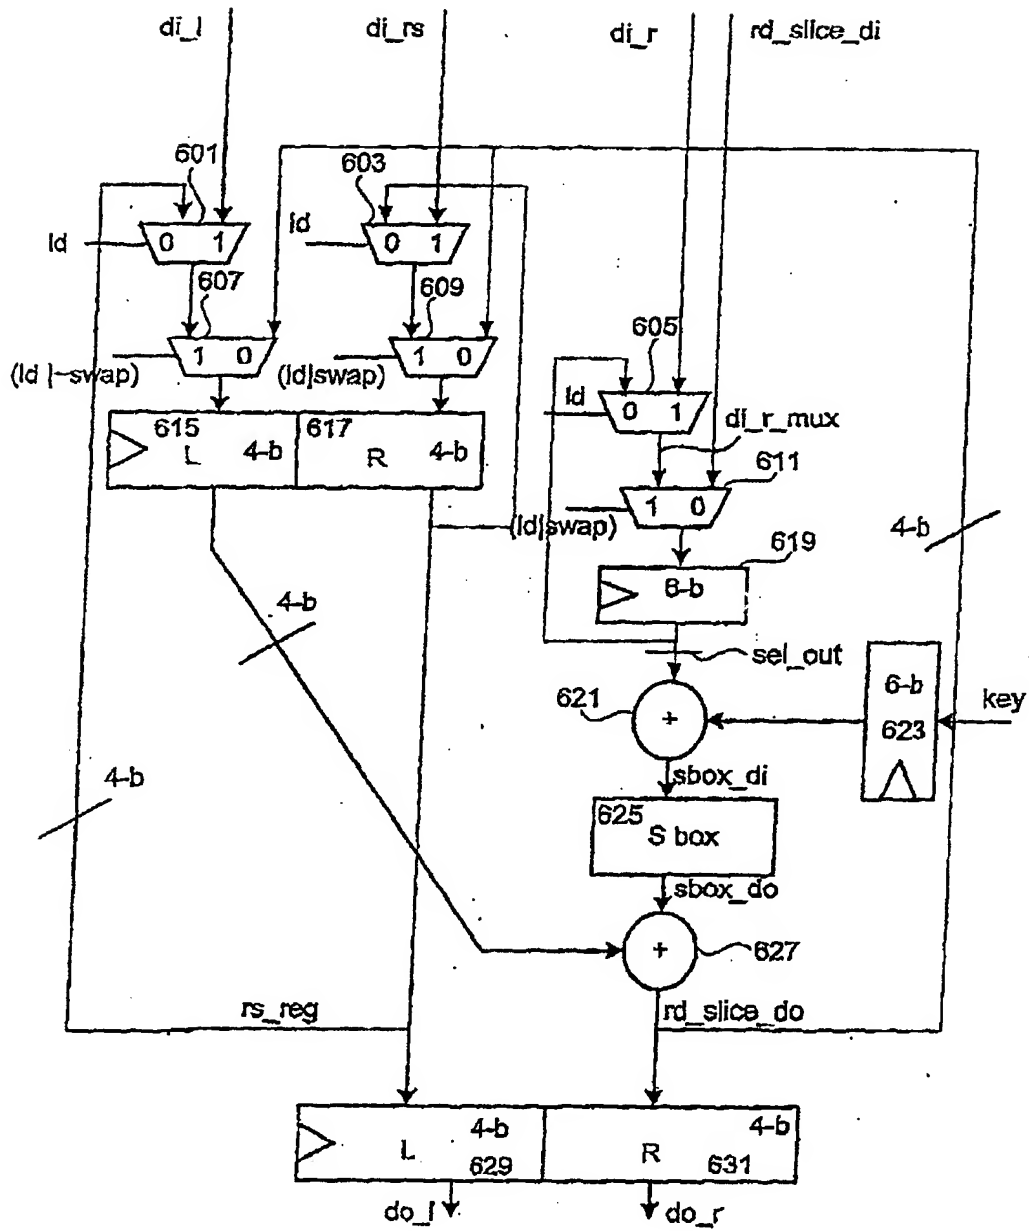 di_l di_rs di_r rd_slice_di
601 603
ld 0 1 ld 0 1
607 609
605
1 0 1 0
(ld |~swap) (ld|swap) ld 0 1
di_r_mux
615 617 611
L 4-b R 4-b
1 0
(ld|swap) 4-b
619
6-b
4-b
sel_out
621 + 6-b key
623
4-b sbox_di
625
S box
sbox_do
+ 627
rs_reg rd_slice_do
4-b 4-b
L R
629 631
do_l do_r